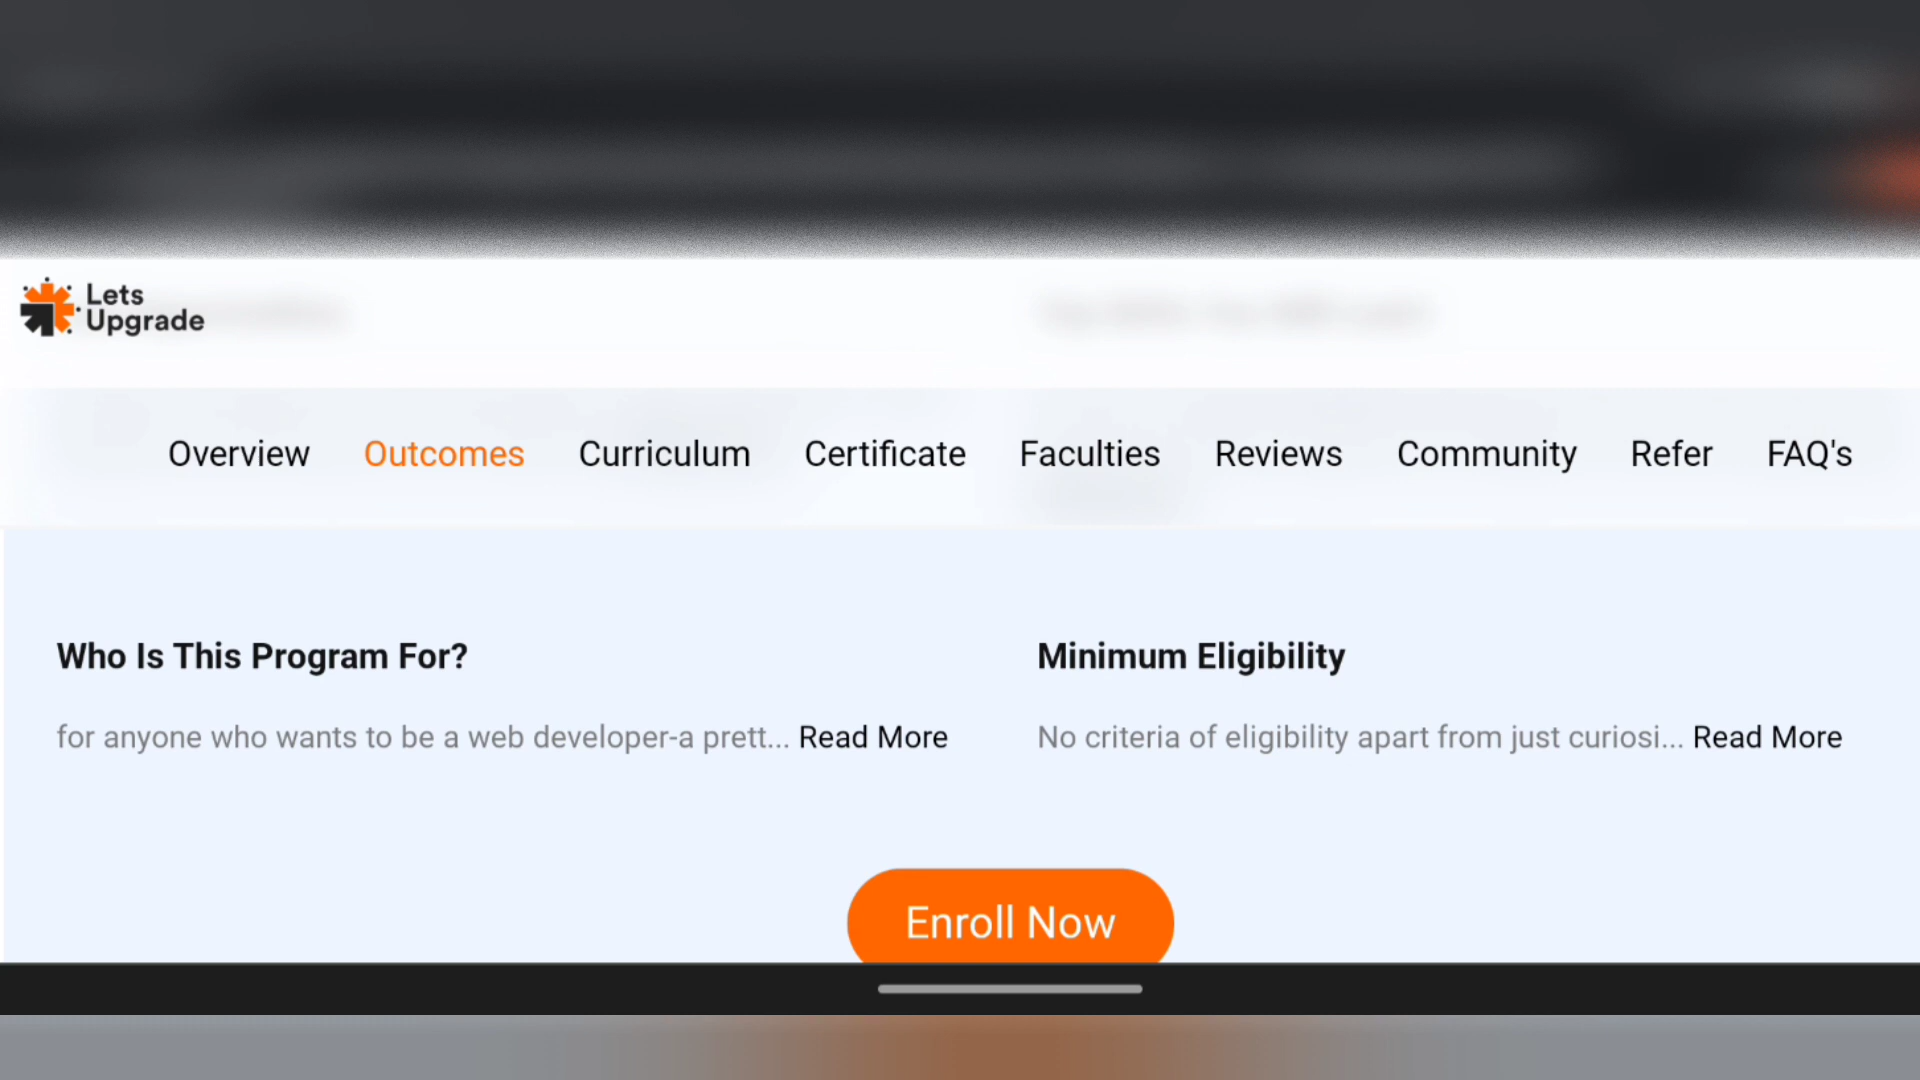 Lets
Upgrade
Overview Outcomes Curriculum Certificate Faculties Reviews Community Refer FAQ's
Who Is This Program For?
for anyone who wants to be a web developer-a prett... Read More
Minimum Eligibility
No criteria of eligibility apart from just curiosi... Read More
Enroll Now